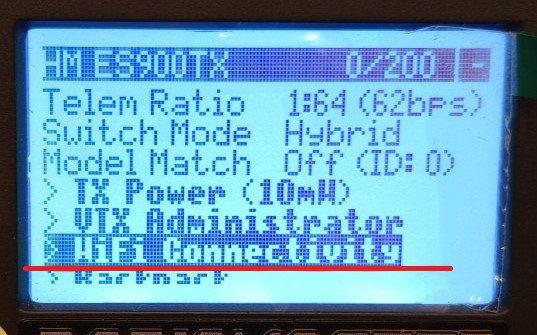 HM ES900TX 0/200 -
Telem Ratio 1:64 (62bps)
Switch Mode Hybrid
Model Match Off (ID: 0)
> TX Power (10mW)
> VTX Administrator
> WiFi Connectivity
>